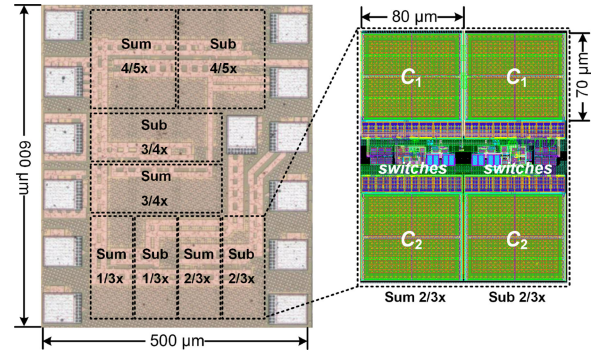 Sum
4/5x
Sub
4/5x
Sub
3/4x
Sum
3/4x
Sum
1/3x
Sub
1/3x
Sum
2/3x
Sub
2/3x
600 µm
500 µm
80 µm
70 µm
C1
C1
switches
switches
C2
C2
Sum 2/3x
Sub 2/3x